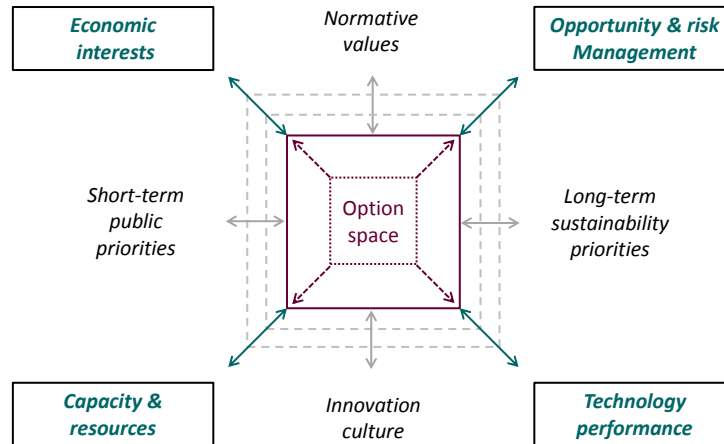 Economic
interests
Normative
values
Opportunity & risk
Management
Short-term
public
priorities
Option
space
Long-term
sustainability
priorities
Capacity &
resources
Innovation
culture
Technology
performance